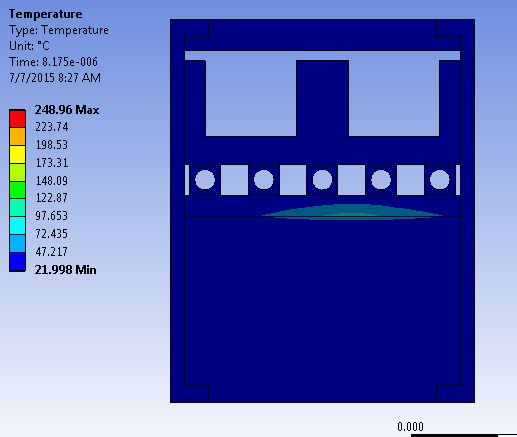 Temperature
Type: Temperature
Unit: °C
Time: 8.175e-006
7/7/2015 8:27 AM
248.96 Max
223.74
198.53
173.31
148.09
122.87
97.653
72.435
47.217
21.998 Min
0.000